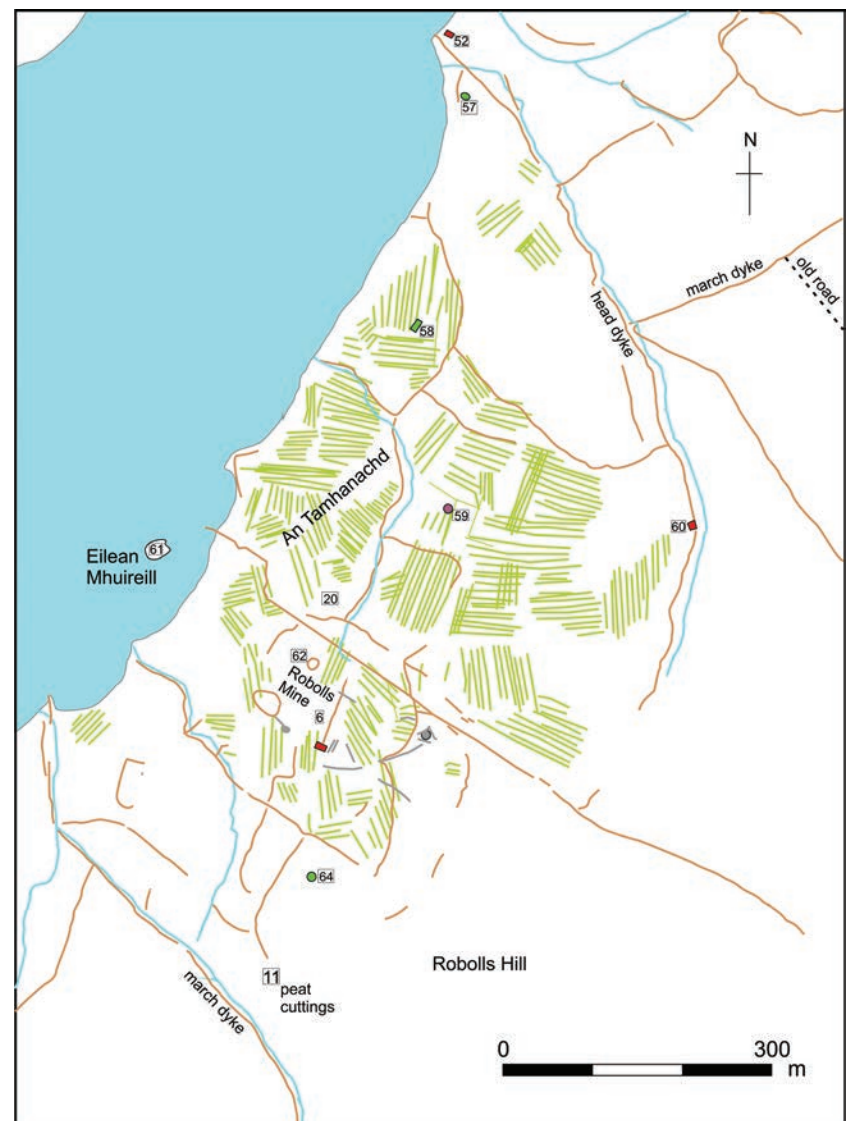 52
57
N
march dyke
old road
head dyke
58
An Tamhanachd
59
60
61
Eilean
Mhuireill
20
62
Robolls
Mine
6
64
Robolls Hill
11
peat
cuttings
march dyke
0 300
m